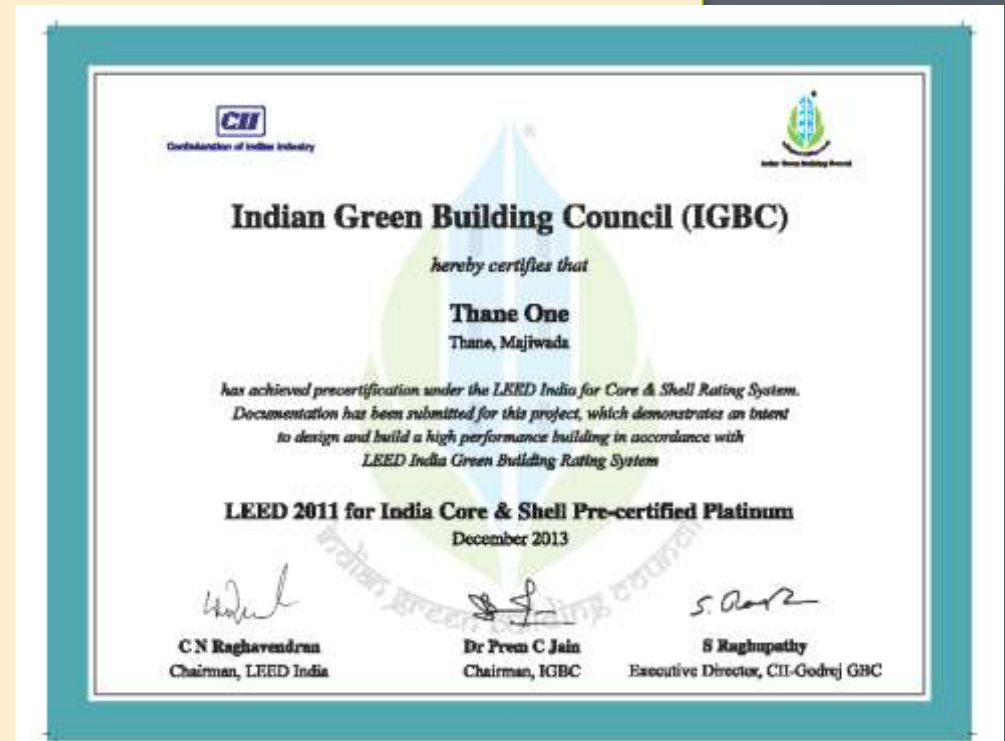 CII
Confederation of Indian Industry
Indian Green Building Council
Indian Green Building Council (IGBC)
hereby certifies that
Thane One
Thane, Majiwada
has achieved precertification under the LEED India for Core & Shell Rating System.
Documentation has been submitted for this project, which demonstrates an intent
to design and build a high performance building in accordance with
LEED India Green Building Rating System
LEED 2011 for India Core & Shell Pre-certified Platinum
December 2013
indian green building council
C N Raghavendran
Dr Prem C Jain
S Raghupathy
Chairman, LEED India
Chairman, IGBC
Executive Director, CII-Godrej GBC